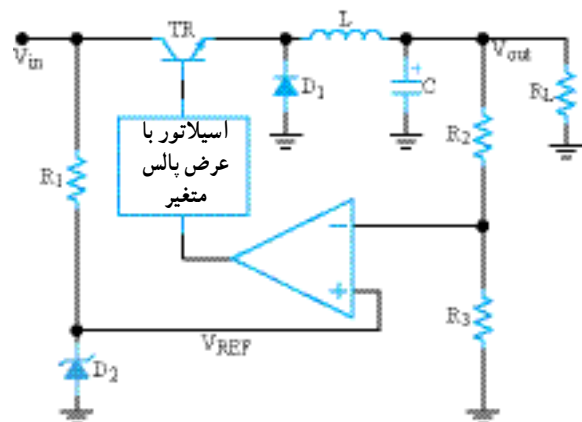 TR
L
Vin
Vout
D1
C
RL
R2
اسیلاتور با
عرض پالس
متغیر
R1
−
+
R3
VREF
D2
+